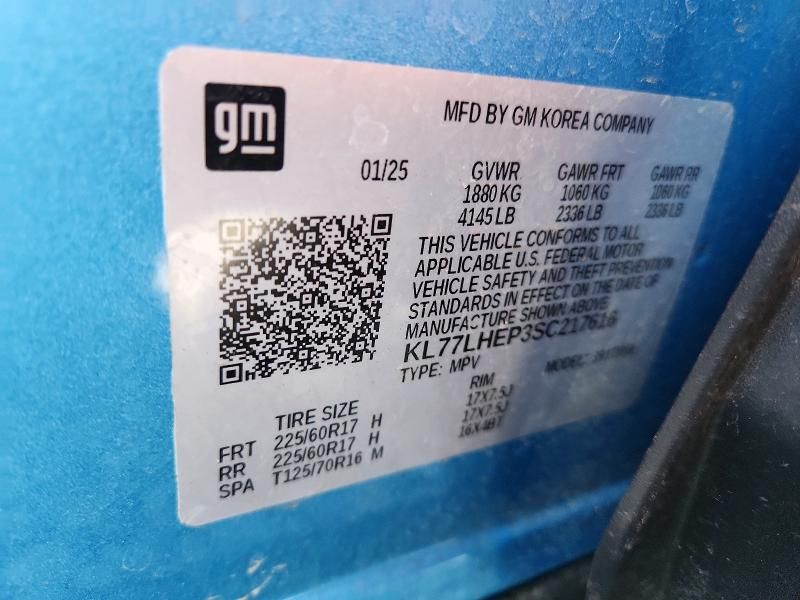 gm
MFD BY GM KOREA COMPANY
01/25 GVWR GAWR FRT GAWR RR
1880 KG 1060 KG 1060 KG
4145 LB 2336 LB 2336 LB
THIS VEHICLE CONFORMS TO ALL
APPLICABLE U.S. FEDERAL MOTOR
VEHICLE SAFETY AND THEFT PREVENTION
STANDARDS IN EFFECT ON THE DATE OF
MANUFACTURE SHOWN ABOVE
KL77LHEP3SC217616
TYPE: MPV MODEL:
TIRE SIZE RIM
FRT 225/60R17 H 17X7.5J
RR 225/60R17 H 17X7.5J
SPA T125/70R16 M 16X4BT